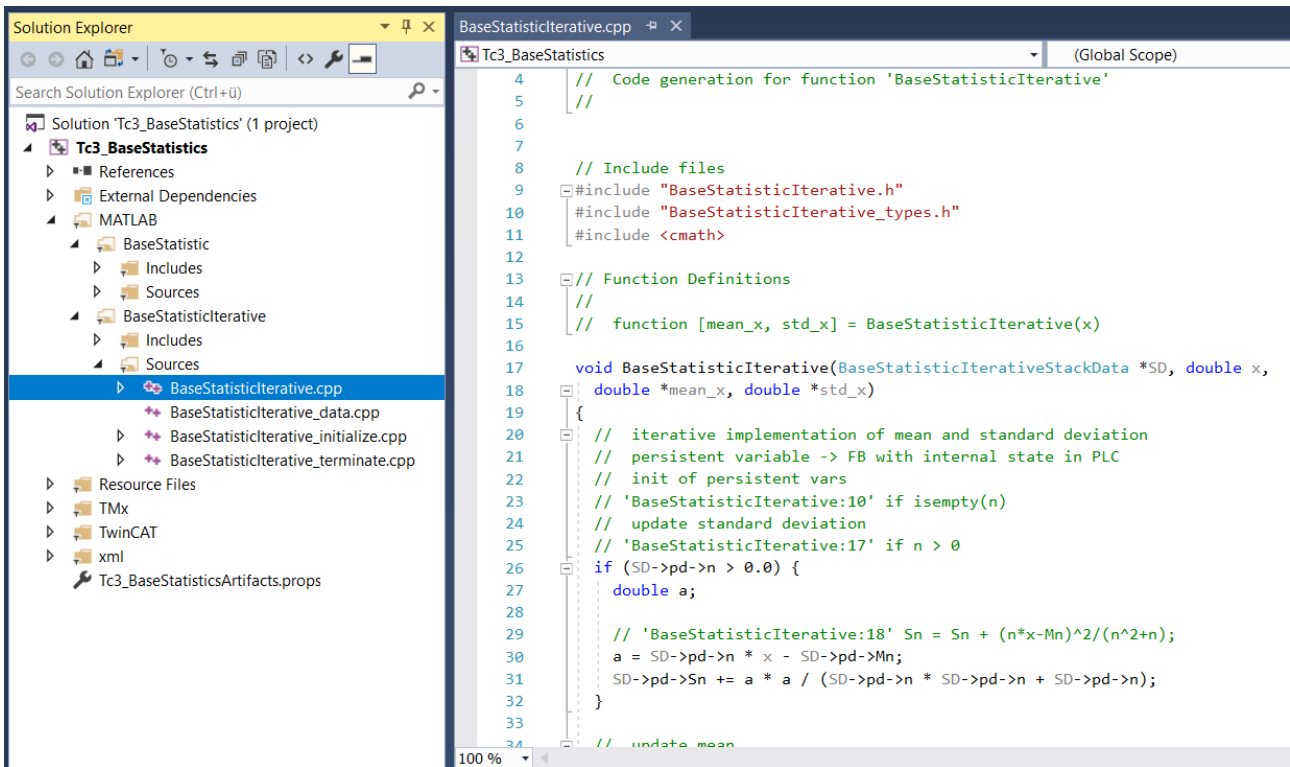 Solution Explorer
Search Solution Explorer (Ctrl+ü)
Solution 'Tc3_BaseStatistics' (1 project)
Tc3_BaseStatistics
References
External Dependencies
MATLAB
BaseStatistic
Includes
Sources
BaseStatisticIterative
Includes
Sources
BaseStatisticIterative.cpp
BaseStatisticIterative_data.cpp
BaseStatisticIterative_initialize.cpp
BaseStatisticIterative_terminate.cpp
Resource Files
TMx
TwinCAT
xml
Tc3_BaseStatisticsArtifacts.props
BaseStatisticIterative.cpp
Tc3_BaseStatistics (Global Scope)
4 // Code generation for function 'BaseStatisticIterative'
5 //
6
7
8 // Include files
9 #include "BaseStatisticIterative.h"
10 #include "BaseStatisticIterative_types.h"
11 #include <cmath>
12
13 // Function Definitions
14 //
15 // function [mean_x, std_x] = BaseStatisticIterative(x)
16
17 void BaseStatisticIterative(BaseStatisticIterativeStackData *SD, double x,
18 double *mean_x, double *std_x)
19 {
20 // iterative implementation of mean and standard deviation
21 // persistent variable -> FB with internal state in PLC
22 // init of persistent vars
23 // 'BaseStatisticIterative:10' if isempty(n)
24 // update standard deviation
25 // 'BaseStatisticIterative:17' if n > 0
26 if (SD->pd->n > 0.0) {
27 double a;
28
29 // 'BaseStatisticIterative:18' Sn = Sn + (n*x-Mn)^2/(n^2+n);
30 a = SD->pd->n * x - SD->pd->Mn;
31 SD->pd->Sn += a * a / (SD->pd->n * SD->pd->n + SD->pd->n);
32 }
33
34 // update mean
100 %